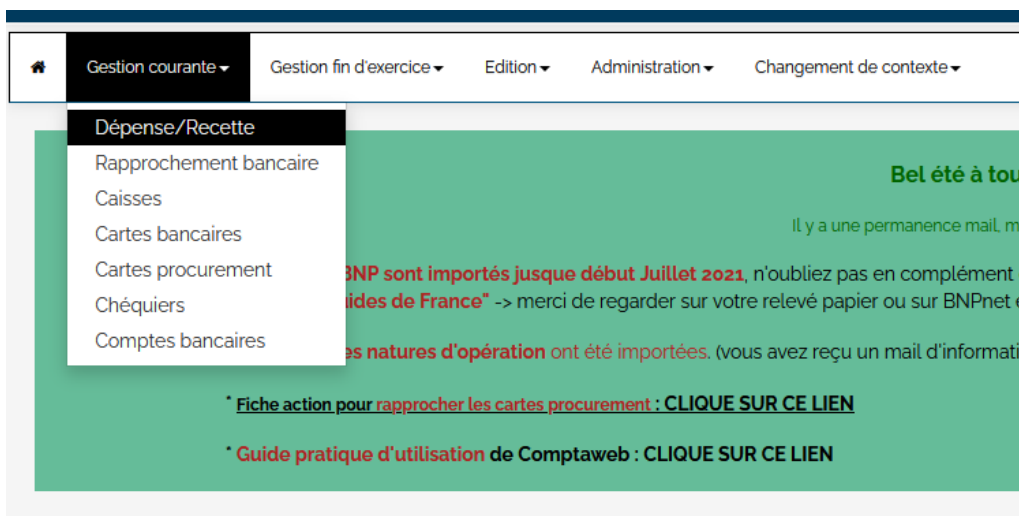 Gestion courante Gestion fin d'exercice Edition Administration Changement de contexte
Dépense/Recette
Rapprochement bancaire
Caisses
Cartes bancaires
Cartes procurement
Chéquiers
Comptes bancaires
Bel été à
Il y a une permanence mail,
BNP sont importés jusque début Juillet 2021, n'oubliez pas en complément
de France" -> merci de regarder sur votre relevé papier ou sur BNPnet
natures d'opération ont été importées. (vous avez reçu un mail
* Fiche action pour rapprocher les cartes procurement : CLIQUE SUR CE LIEN
* Guide pratique d'utilisation de Comptaweb : CLIQUE SUR CE LIEN